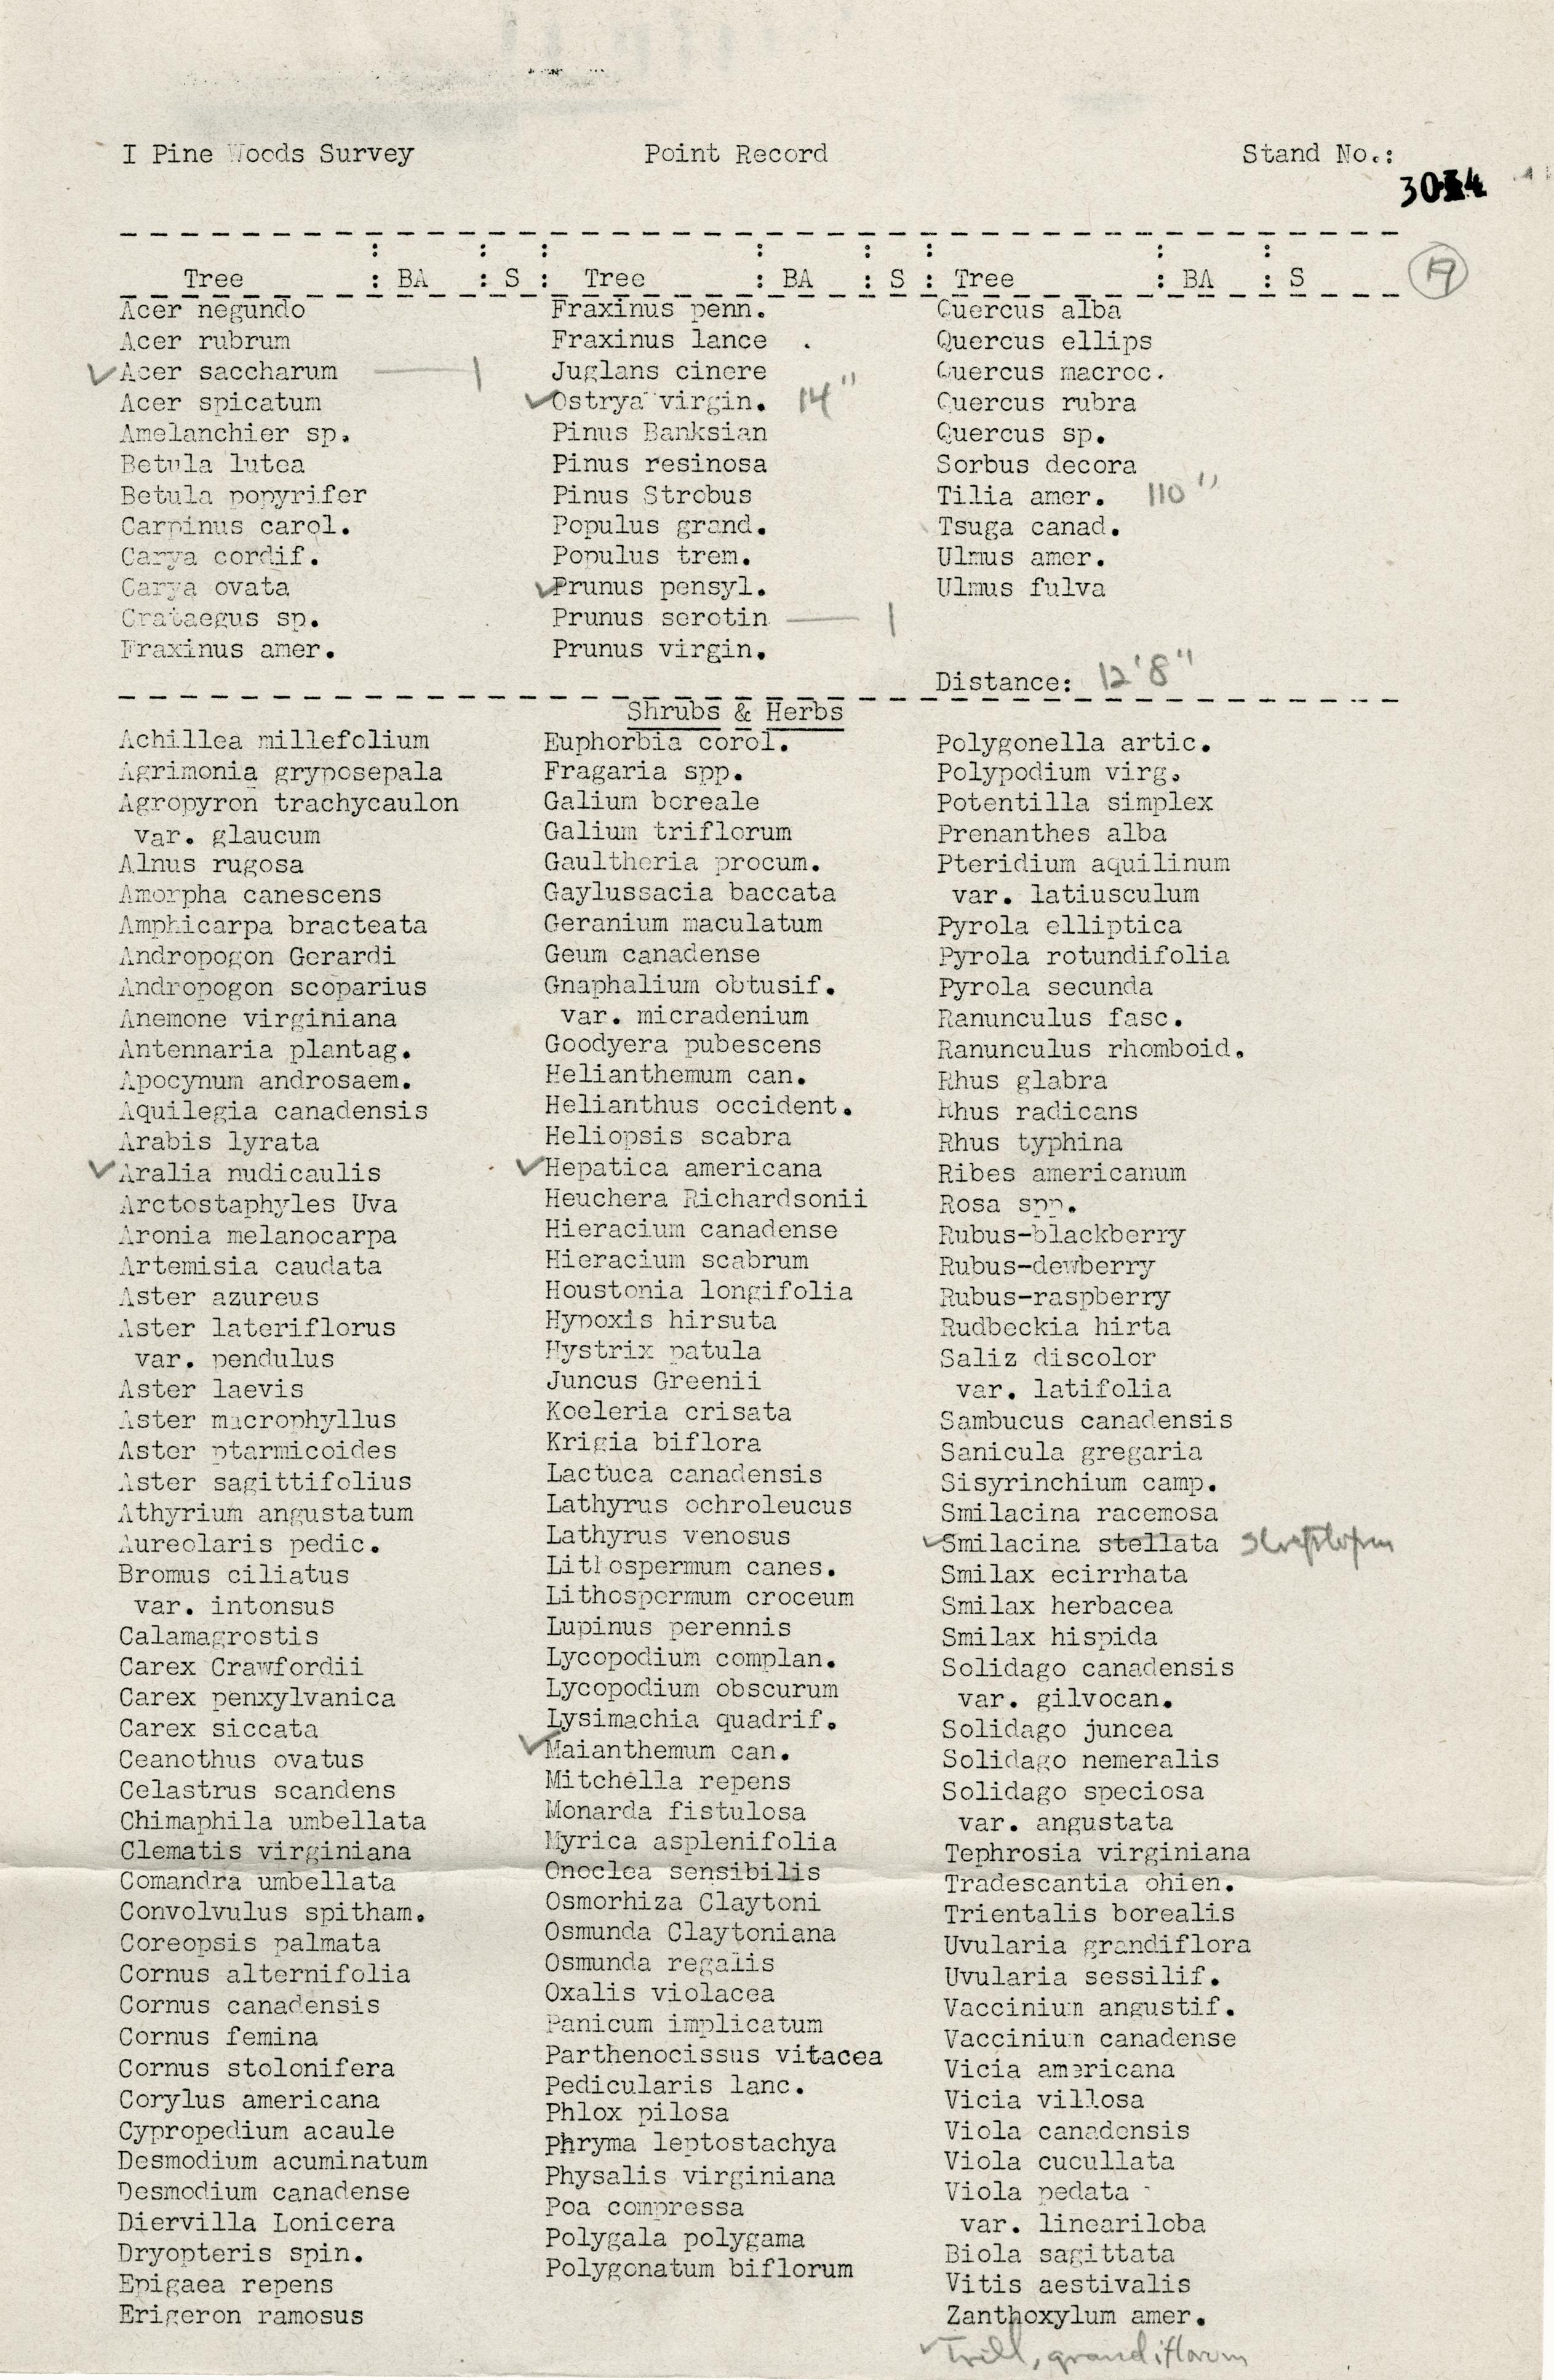 I Pine Woods Survey Point Record Stand No.:
3014
Tree : BA : S : Tree : BA : S : Tree : BA : S
19
Acer negundo
Acer rubrum
✓Acer saccharum — 1
Acer spicatum
Amelanchier sp.
Betula lutea
Betula popyrifer
Carpinus carol.
Carya cordif.
Carya ovata
Crataegus sp.
Fraxinus amer.
Fraxinus penn.
Fraxinus lance .
Juglans cinere
✓Ostrya virgin. 14"
Pinus Banksian
Pinus resinosa
Pinus Strobus
Populus grand.
Populus trem.
✓Prunus pensyl.
Prunus serotin — 1
Prunus virgin.
Quercus alba
Quercus ellips
Quercus macroc.
Quercus rubra
Quercus sp.
Sorbus decora
Tilia amer. 110"
Tsuga canad.
Ulmus amer.
Ulmus fulva
Distance: 12'8"
Shrubs & Herbs
Achillea millefolium
Agrimonia gryposepala
Agropyron trachycaulon
var. glaucum
Alnus rugosa
Amorpha canescens
Amphicarpa bracteata
Andropogon Gerardi
Andropogon scoparius
Anemone virginiana
Antennaria plantag.
Apocynum androsaem.
Aquilegia canadensis
Arabis lyrata
✓Aralia nudicaulis
Arctostaphyles Uva
Aronia melanocarpa
Artemisia caudata
Aster azureus
Aster lateriflorus
var. pendulus
Aster laevis
Aster macrophyllus
Aster ptarmicoides
Aster sagittifolius
Athyrium angustatum
Aureolaris pedic.
Bromus ciliatus
var. intonsus
Calamagrostis
Carex Crawfordii
Carex penxylvanica
Carex siccata
Ceanothus ovatus
Celastrus scandens
Chimaphila umbellata
Clematis virginiana
Comandra umbellata
Convolvulus spitham.
Coreopsis palmata
Cornus alternifolia
Cornus canadensis
Cornus femina
Cornus stolonifera
Corylus americana
Cypropedium acaule
Desmodium acuminatum
Desmodium canadense
Diervilla Lonicera
Dryopteris spin.
Epigaea repens
Erigeron ramosus
Euphorbia corol.
Fragaria spp.
Galium boreale
Galium triflorum
Gaultheria procum.
Gaylussacia baccata
Geranium maculatum
Geum canadense
Gnaphalium obtusif.
var. micradenium
Goodyera pubescens
Helianthemum can.
Helianthus occident.
Heliopsis scabra
✓Hepatica americana
Heuchera Richardsonii
Hieracium canadense
Hieracium scabrum
Houstonia longifolia
Hypoxis hirsuta
Hystrix patula
Juncus Greenii
Koeleria crisata
Krigia biflora
Lactuca canadensis
Lathyrus ochroleucus
Lathyrus venosus
Lithospermum canes.
Lithospermum croceum
Lupinus perennis
Lycopodium complan.
Lycopodium obscurum
Lysimachia quadrif.
✓Maianthemum can.
Mitchella repens
Monarda fistulosa
Myrica asplenifolia
Onoclea sensibilis
Osmorhiza Claytoni
Osmunda Claytoniana
Osmunda regalis
Oxalis violacea
Panicum implicatum
Parthenocissus vitacea
Pedicularis lanc.
Phlox pilosa
Phryma leptostachya
Physalis virginiana
Poa compressa
Polygala polygama
Polygonatum biflorum
Polygonella artic.
Polypodium virg.
Potentilla simplex
Prenanthes alba
Pteridium aquilinum
var. latiusculum
Pyrola elliptica
Pyrola rotundifolia
Pyrola secunda
Ranunculus fasc.
Ranunculus rhomboid.
Rhus glabra
Rhus radicans
Rhus typhina
Ribes americanum
Rosa spp.
Rubus-blackberry
Rubus-dewberry
Rubus-raspberry
Rudbeckia hirta
Saliz discolor
var. latifolia
Sambucus canadensis
Sanicula gregaria
Sisyrinchium camp.
Smilacina racemosa
✓Smilacina stellata
Smilax ecirrhata
Smilax herbacea
Smilax hispida
Solidago canadensis
var. gilvocan.
Solidago juncea
Solidago nemeralis
Solidago speciosa
var. angustata
Tephrosia virginiana
Tradescantia ohien.
Trientalis borealis
Uvularia grandiflora
Uvularia sessilif.
Vaccinium angustif.
Vaccinium canadense
Vicia americana
Vicia villosa
Viola canadensis
Viola cucullata
Viola pedata
var. lineariloba
Biola sagittata
Vitis aestivalis
Zanthoxylum amer.
✓Trill, grandiflorum